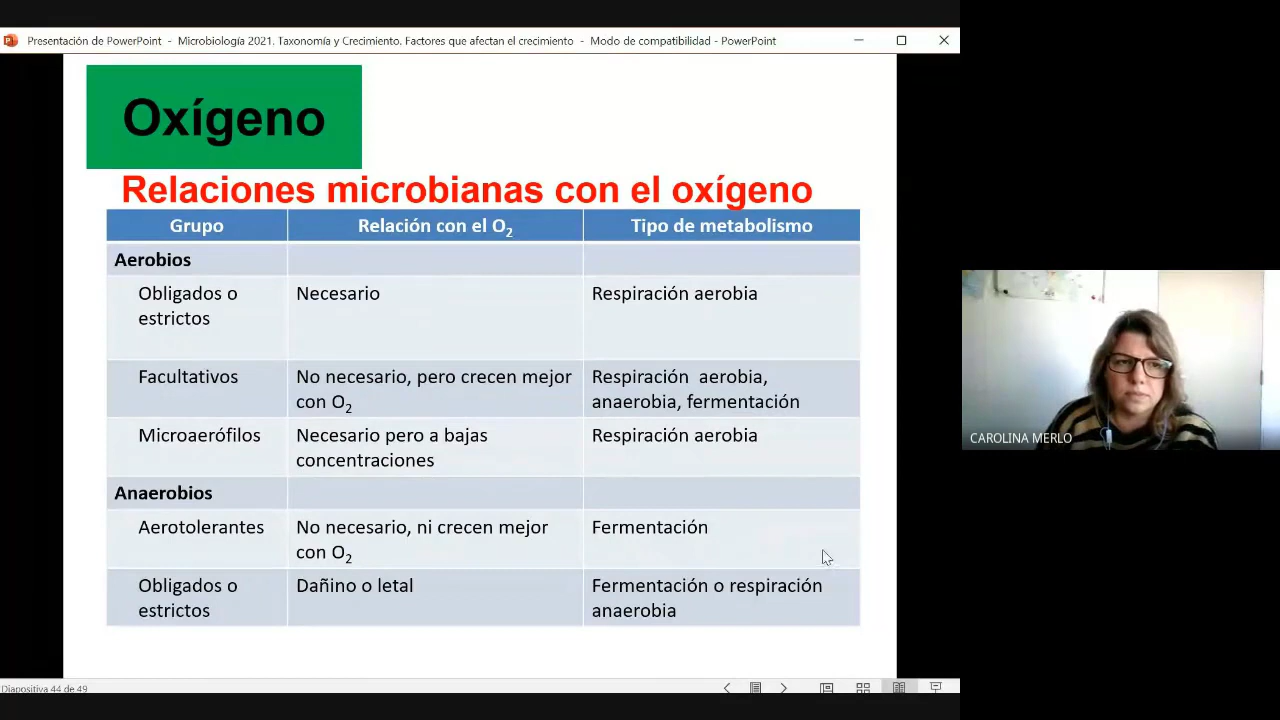 Presentación de PowerPoint - Microbiología 2021. Taxonomía y Crecimiento. Factores que afectan el crecimiento - Modo de compatibilidad - PowerPoint
Oxígeno
Relaciones microbianas con el oxígeno
Grupo Relación con el O2 Tipo de metabolismo
Aerobios
Obligados o Necesario Respiración aerobia
estrictos
Facultativos No necesario, pero crecen mejor Respiración aerobia,
con O2 anaerobia, fermentación
Microaerófilos Necesario pero a bajas Respiración aerobia
concentraciones
Anaerobios
Aerotolerantes No necesario, ni crecen mejor Fermentación
con O2
Obligados o Dañino o letal Fermentación o respiración
estrictos anaerobia
CAROLINA MERLO
Diapositiva 44 de 49